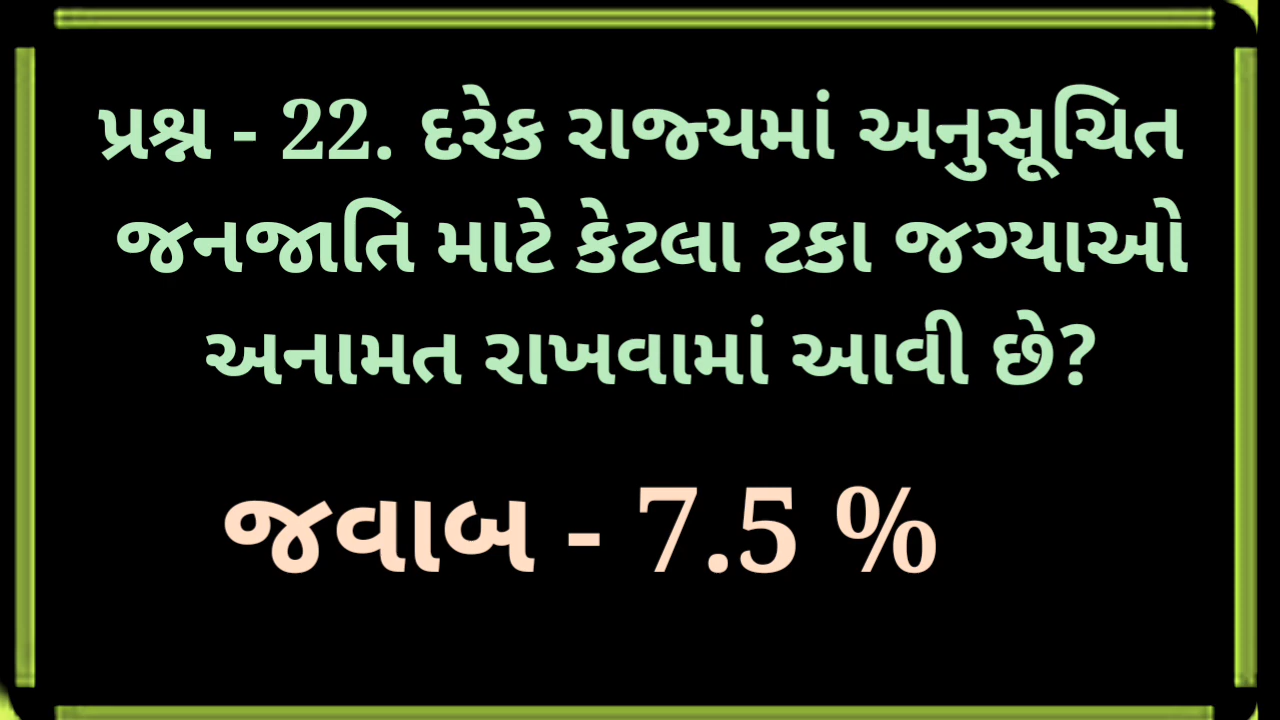 પ્રશ્ન - 22. દરેક રાજ્યમાં અનુસૂચિત
જનજાતિ માટે કેટલા ટકા જગ્યાઓ
અનામત રાખવામાં આવી છે?
જવાબ - 7.5 %